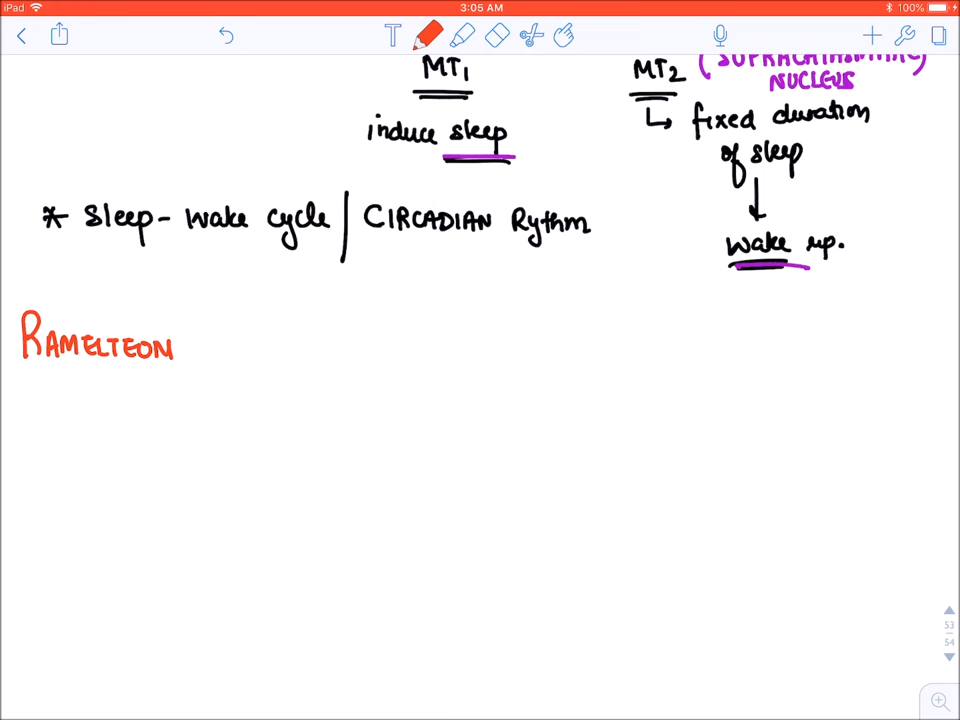 iPad 3:05 AM 100%
T
(SUPRACHIASMATIC
MT1 MT2 NUCLEUS
induce sleep ↳ fixed duration
of sleep
* Sleep-wake cycle | CIRCADIAN Rythm
↓
wake up.
RAMELTEON
53
54